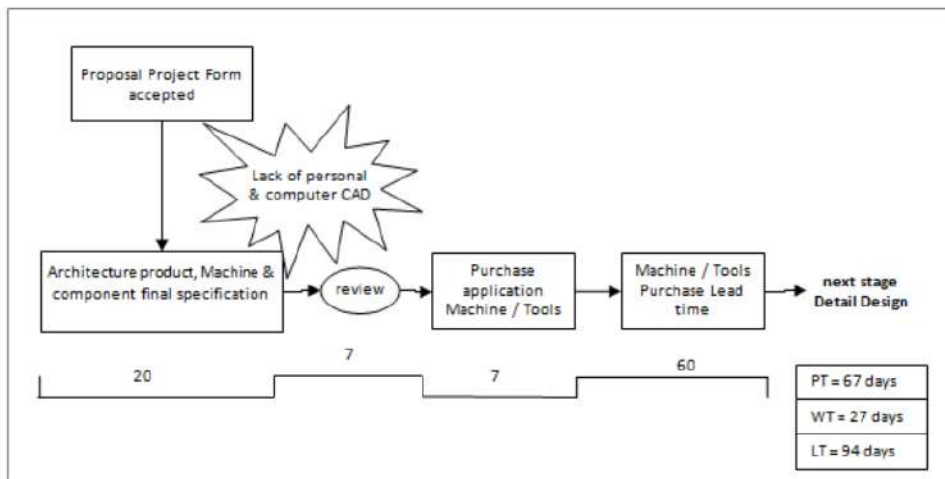 Proposal Project Form
accepted
Lack of personal
& computer CAD
Architecture product, Machine &
component final specification
review
Purchase
application
Machine / Tools
Machine / Tools
Purchase Lead
time
next stage
Detail Design
20
7
7
60
PT = 67 days
WT = 27 days
LT = 94 days